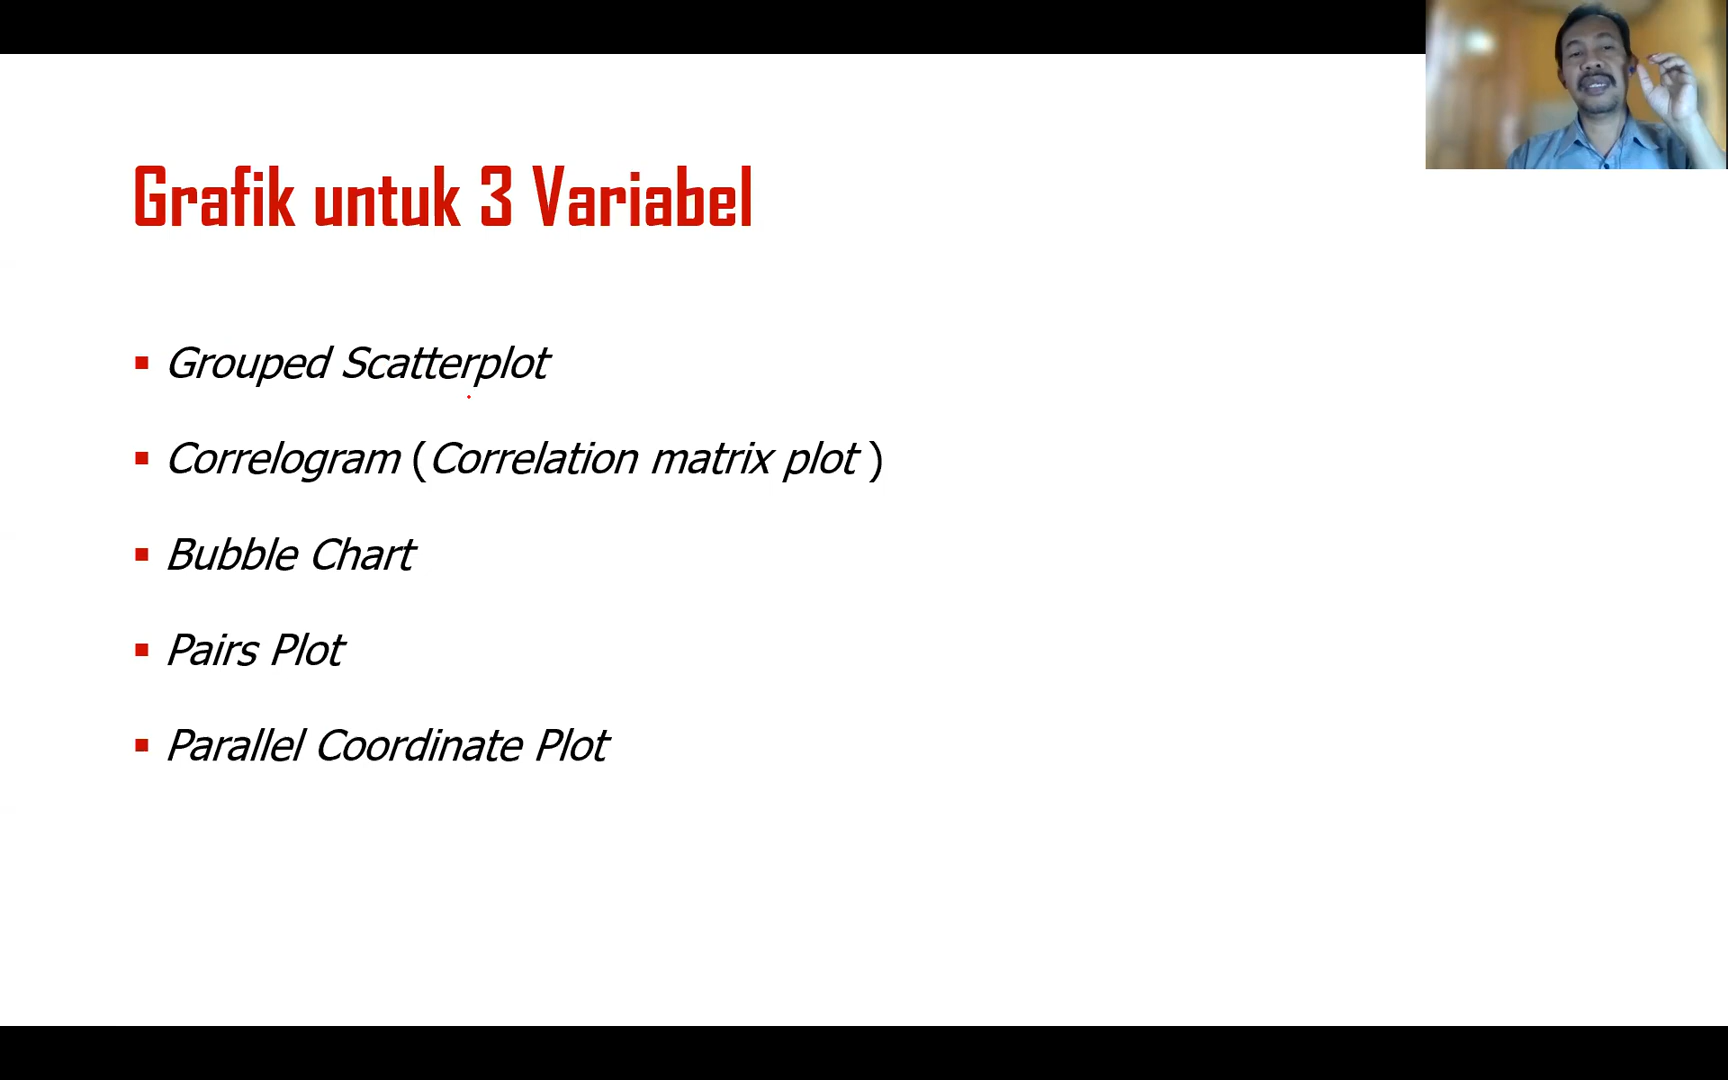 Grafik untuk 3 Variabel
▪ Grouped Scatterplot
▪ Correlogram (Correlation matrix plot )
▪ Bubble Chart
▪ Pairs Plot
▪ Parallel Coordinate Plot